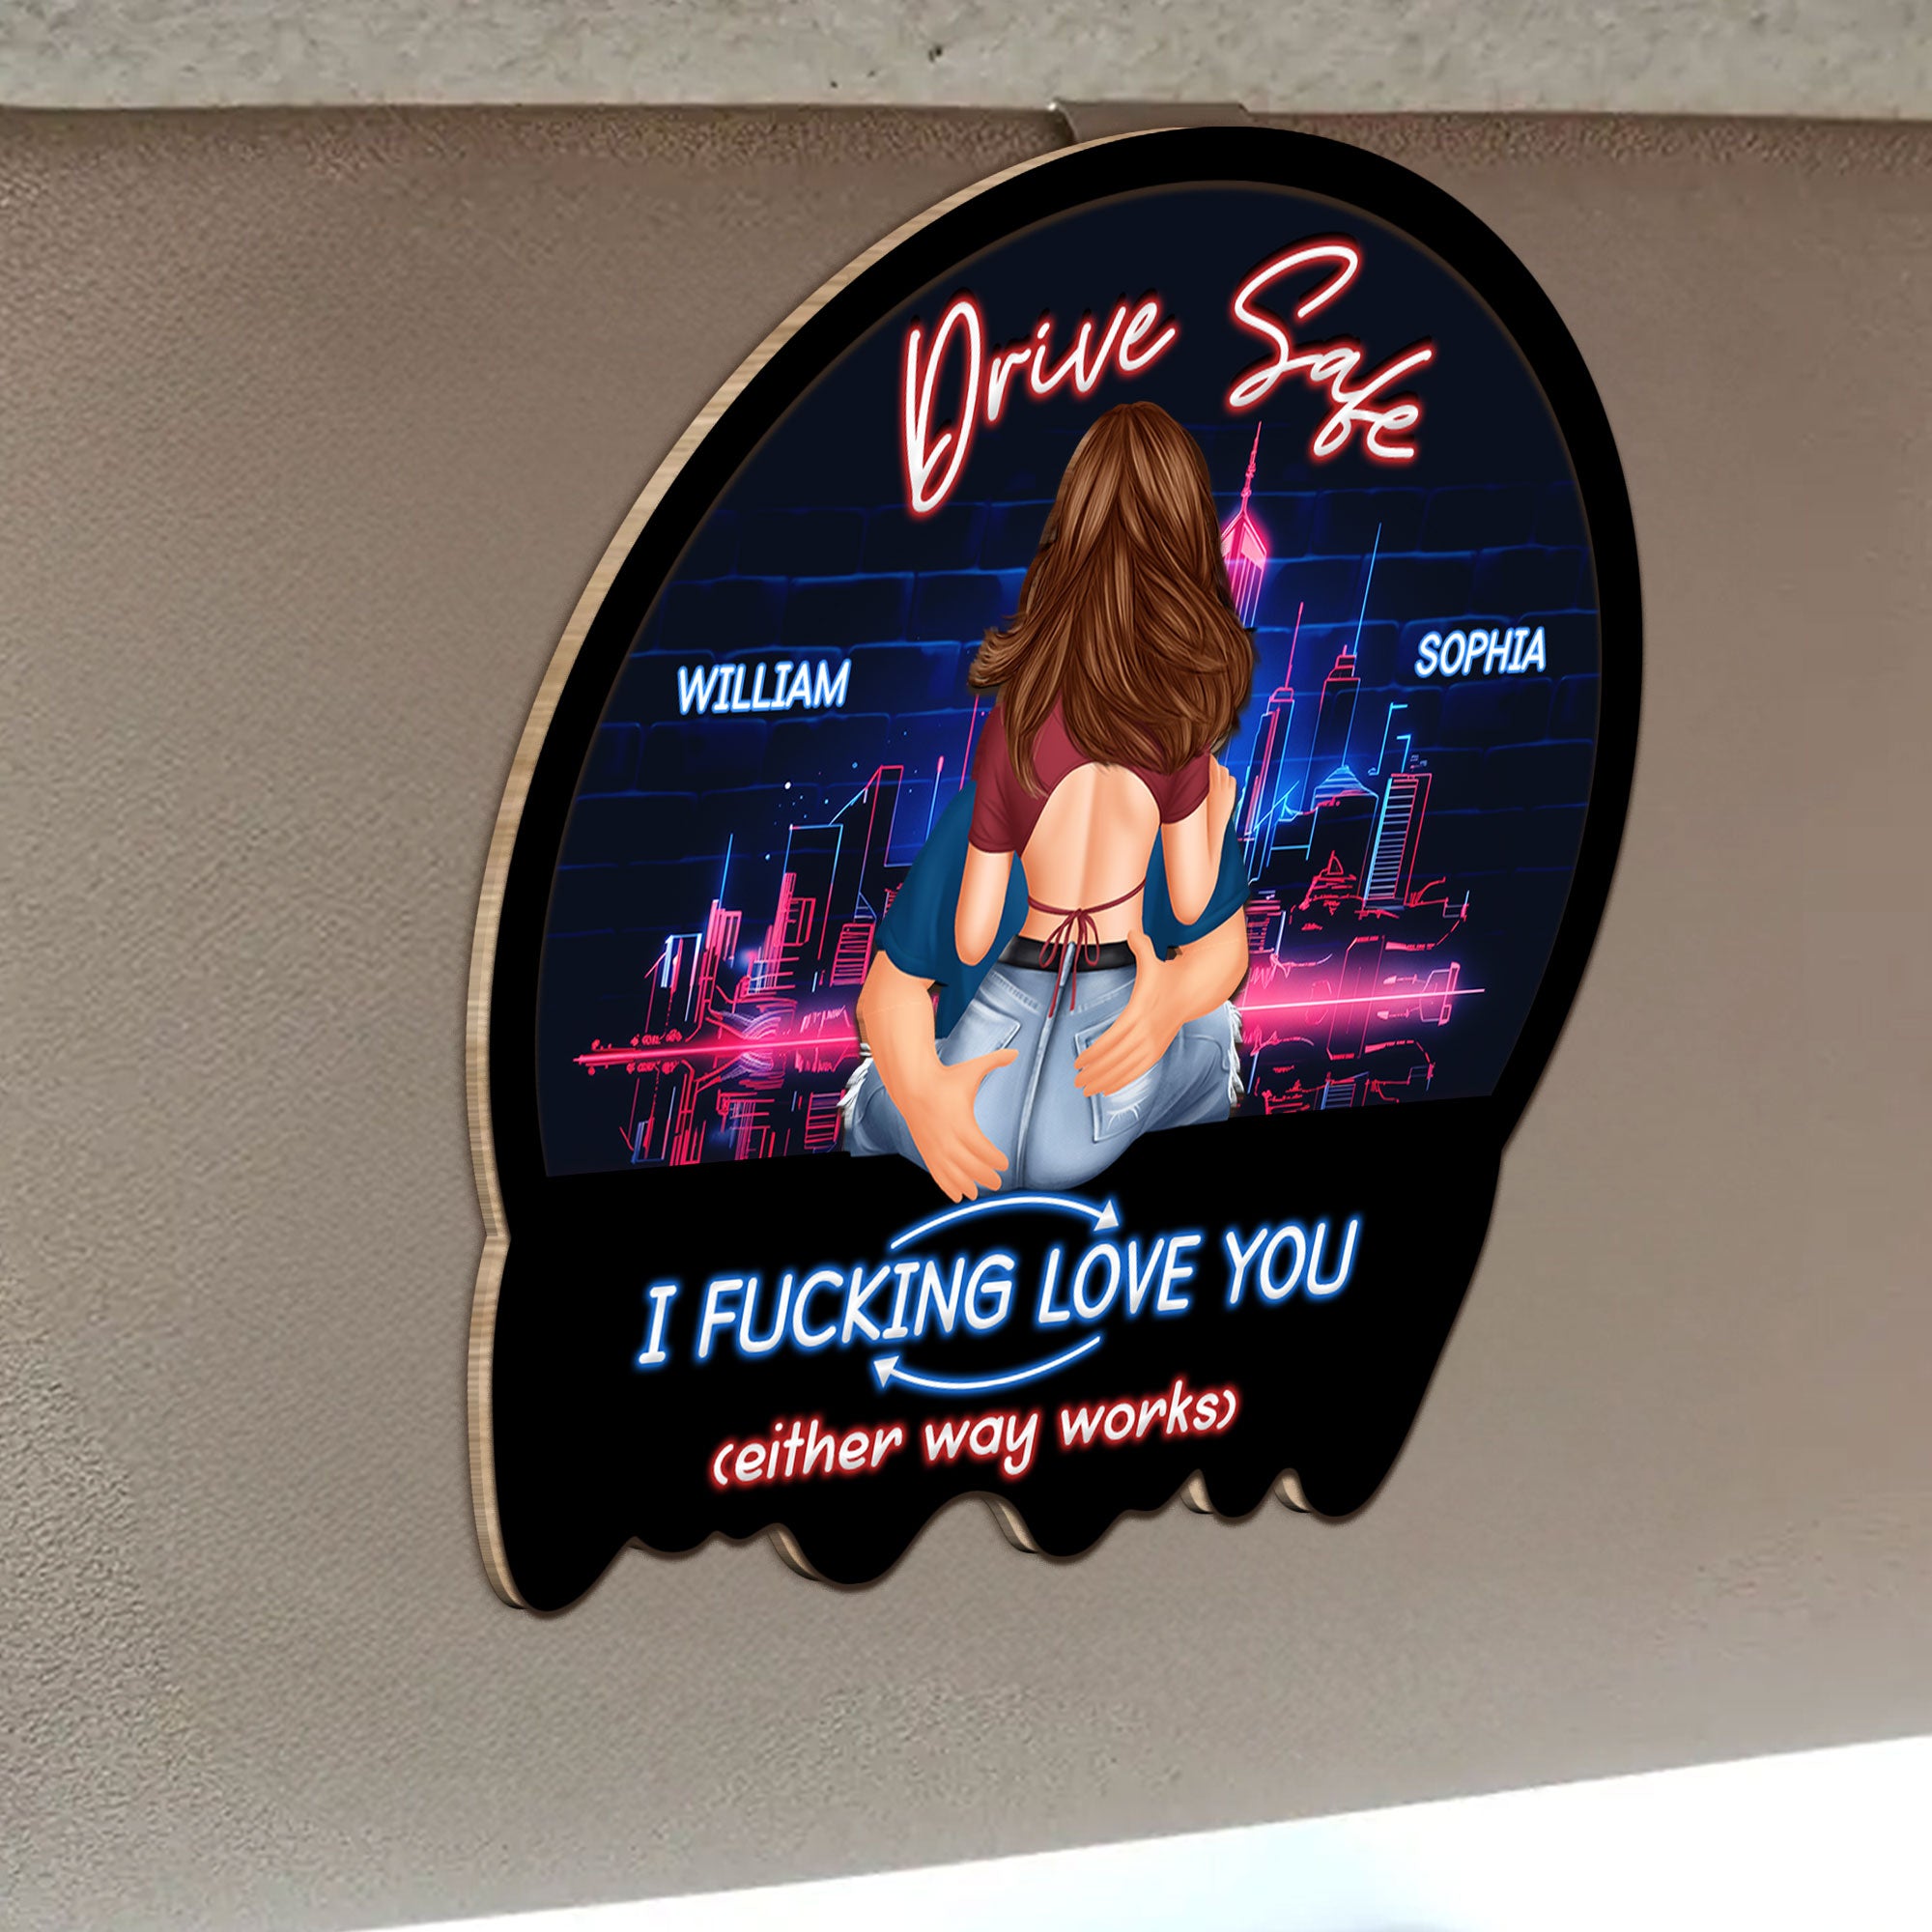 Drive Safe
WILLIAM
SOPHIA
I FUCKING LOVE YOU
(either way works)